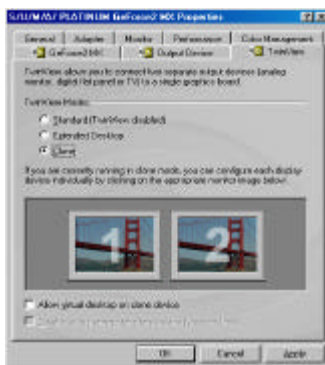 S/U/M/A/ PLATINUM GeForce2 MX Properties
General Adapter Monitor Performance Color Management
GeForce2 MX Output Device TwinView
TwinView allows you to connect two separate output devices (analog
monitor, digital flat panel or TV) to a single graphics board.
TwinView Modes:
Standard (TwinView disabled)
Extended Desktop
Clone
If you are currently running in clone mode, you can configure each display
device individually by clicking on the appropriate monitor image below.
1 2
Allow virtual desktop on clone device
OK Cancel Apply